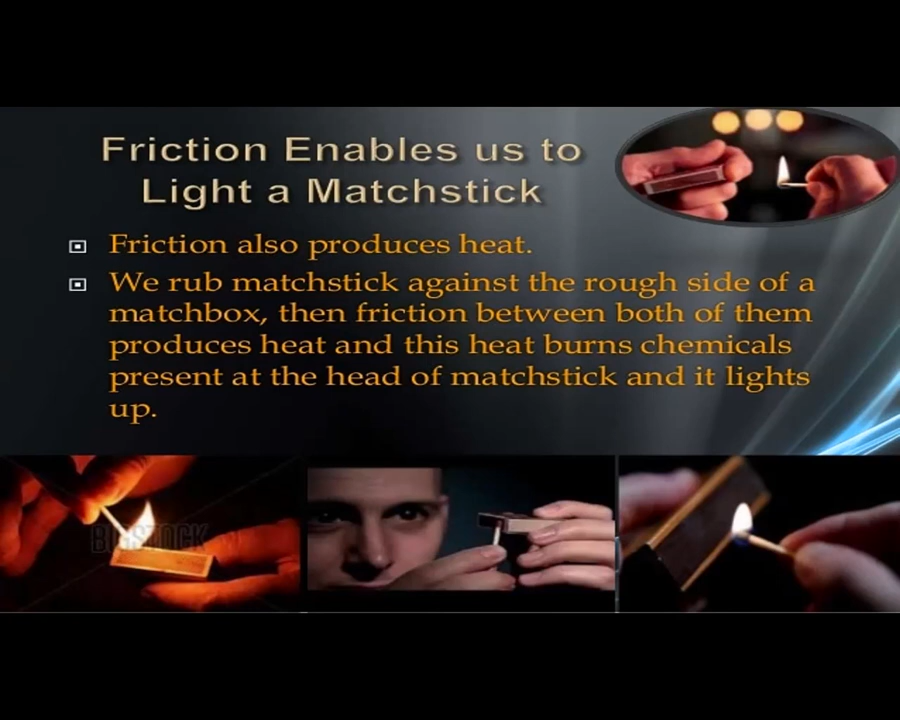 Friction Enables us to
Light a Matchstick
Friction also produces heat.
We rub matchstick against the rough side of a
matchbox, then friction between both of them
produces heat and this heat burns chemicals
present at the head of matchstick and it lights
up.
BIGSTOCK